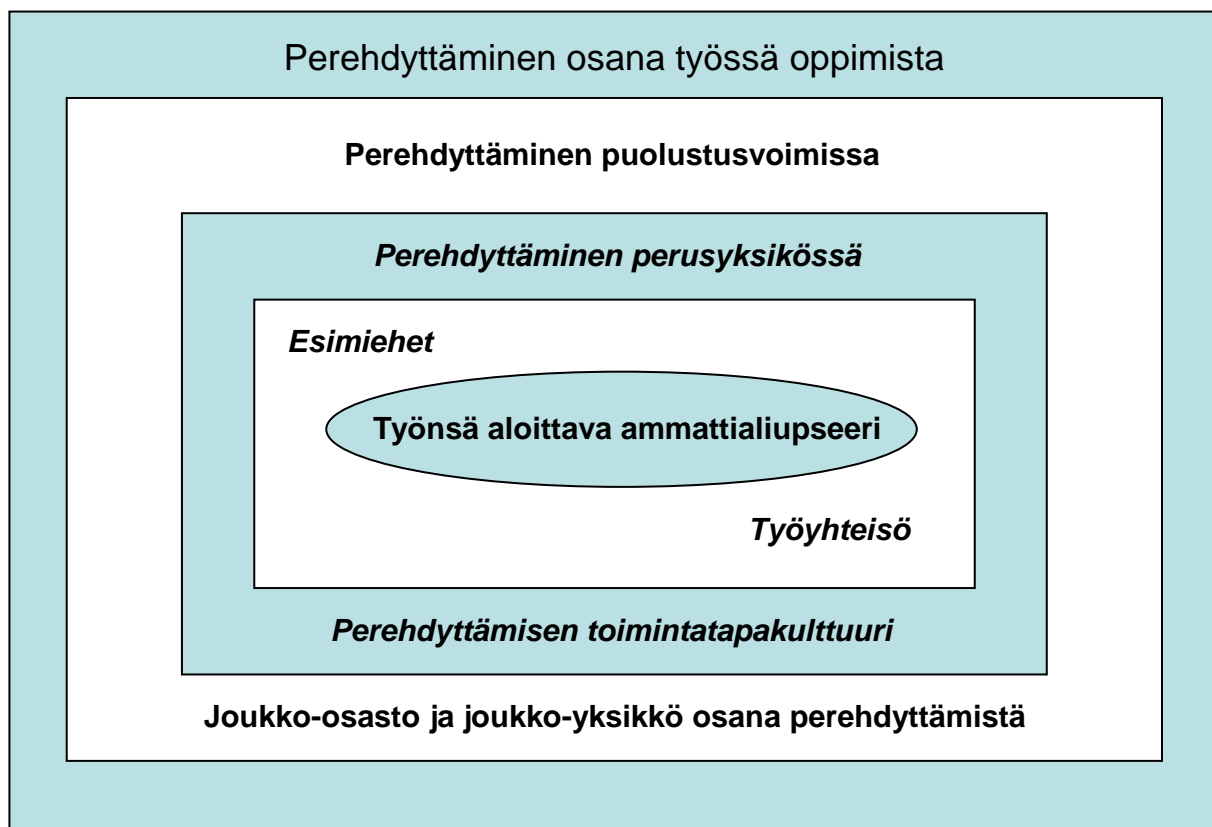 Perehdyttäminen osana työssä oppimista
Perehdyttäminen puolustusvoimissa
Perehdyttäminen perusyksikössä
Esimiehet
Työnsä aloittava ammattialiupseeri
Työyhteisö
Perehdyttämisen toimintatapakulttuuri
Joukko-osasto ja joukko-yksikkö osana perehdyttämistä